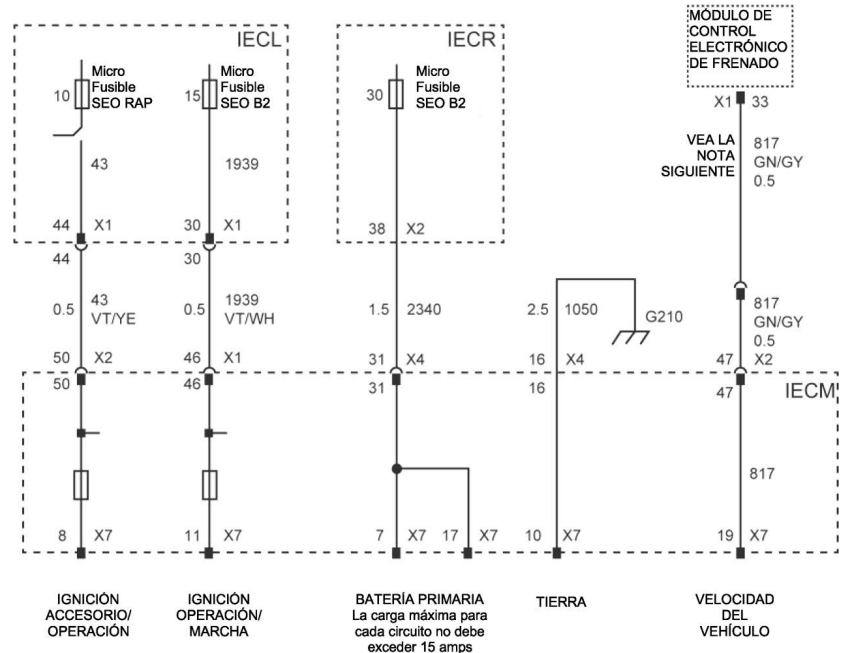 IECL
IECR
MÓDULO DE
CONTROL
ELECTRÓNICO
DE FRENADO
10
Micro
Fusible
SEO RAP
15
Micro
Fusible
SEO B2
30
Micro
Fusible
SEO B2
X1 33
VEA LA
NOTA
SIGUIENTE
817
GN/GY
0.5
43
1939
44 X1
30 X1
38 X2
44
30
0.5
43
VT/YE
0.5
1939
VT/WH
1.5 2340
2.5 1050
G210
817
GN/GY
0.5
50 X2
46 X1
31 X4
16 X4
47 X2
50
46
31
16
47
IECM
817
8 X7
11 X7
7 X7
17 X7
10 X7
19 X7
IGNICIÓN
ACCESORIO/
OPERACIÓN
IGNICIÓN
OPERACIÓN/
MARCHA
BATERÍA PRIMARIA
La carga máxima para
cada circuito no debe
exceder 15 amps
TIERRA
VELOCIDAD
DEL
VEHÍCULO